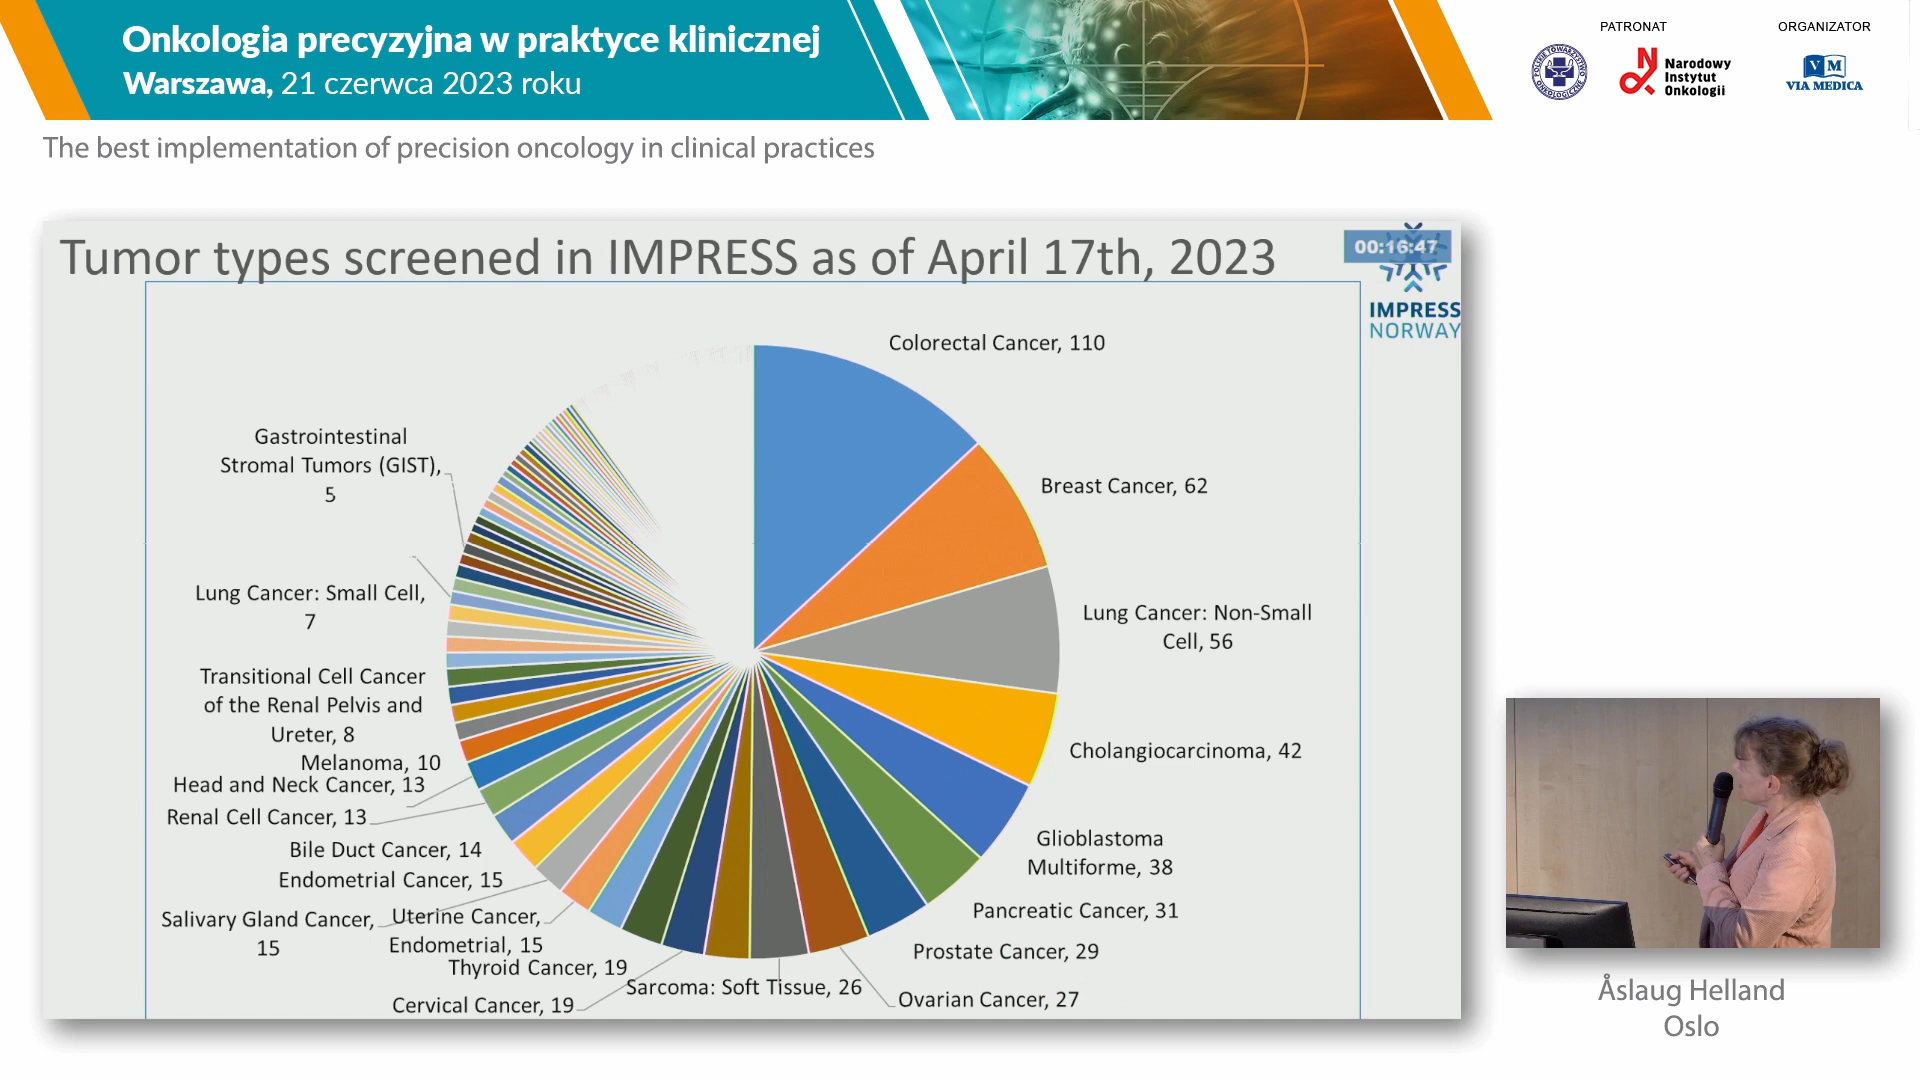 Onkologia precyzyjna w praktyce klinicznej
Warszawa, 21 czerwca 2023 roku
PATRONAT
ORGANIZATOR
POLSKIE TOWARZYSTWO ONKOLOGICZNE
Narodowy
Instytut
Onkologii
VM
VIA MEDICA
The best implementation of precision oncology in clinical practices
Tumor types screened in IMPRESS as of April 17th, 2023
00:16:47
IMPRESS
NORWAY
Colorectal Cancer, 110
Breast Cancer, 62
Lung Cancer: Non-Small
Cell, 56
Cholangiocarcinoma, 42
Glioblastoma
Multiforme, 38
Pancreatic Cancer, 31
Prostate Cancer, 29
Ovarian Cancer, 27
Sarcoma: Soft Tissue, 26
Cervical Cancer, 19
Thyroid Cancer, 19
Uterine Cancer,
Endometrial, 15
Salivary Gland Cancer,
15
Endometrial Cancer, 15
Bile Duct Cancer, 14
Renal Cell Cancer, 13
Head and Neck Cancer, 13
Melanoma, 10
Transitional Cell Cancer
of the Renal Pelvis and
Ureter, 8
Lung Cancer: Small Cell,
7
Gastrointestinal
Stromal Tumors (GIST),
5
Åslaug Helland
Oslo